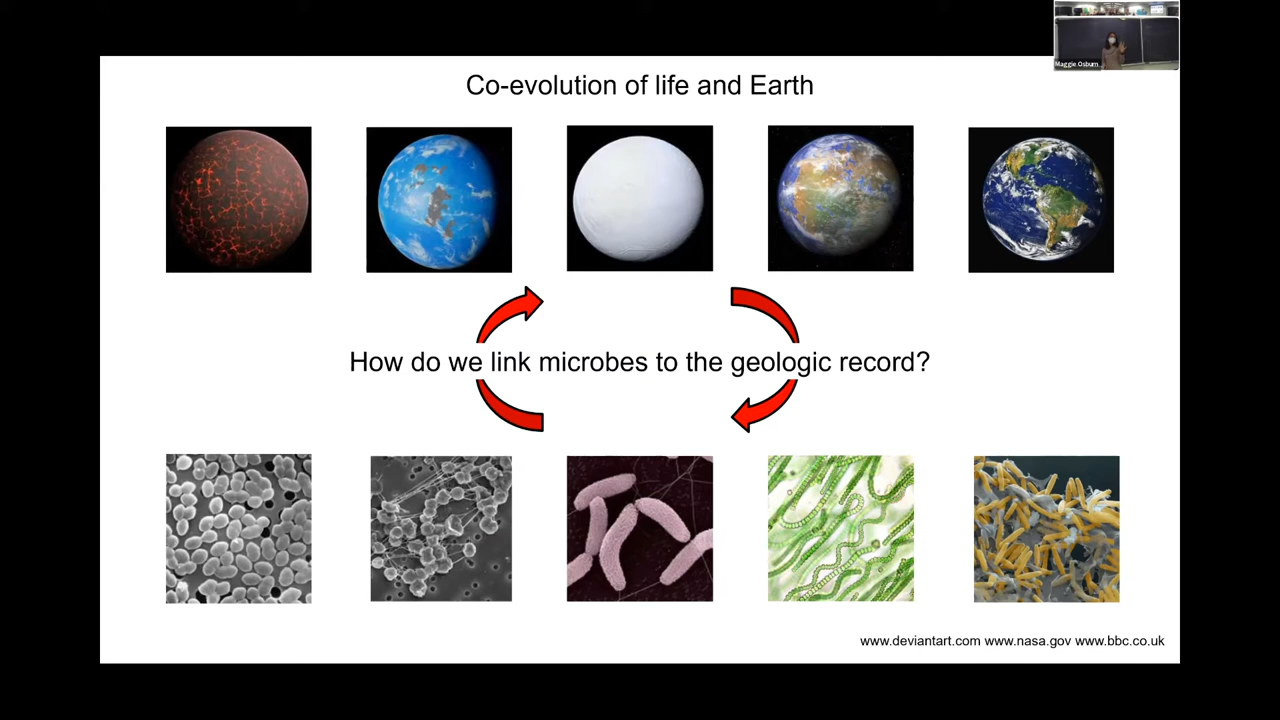 Maggie Osburn
Co-evolution of life and Earth
How do we link microbes to the geologic record?
www.deviantart.com www.nasa.gov www.bbc.co.uk